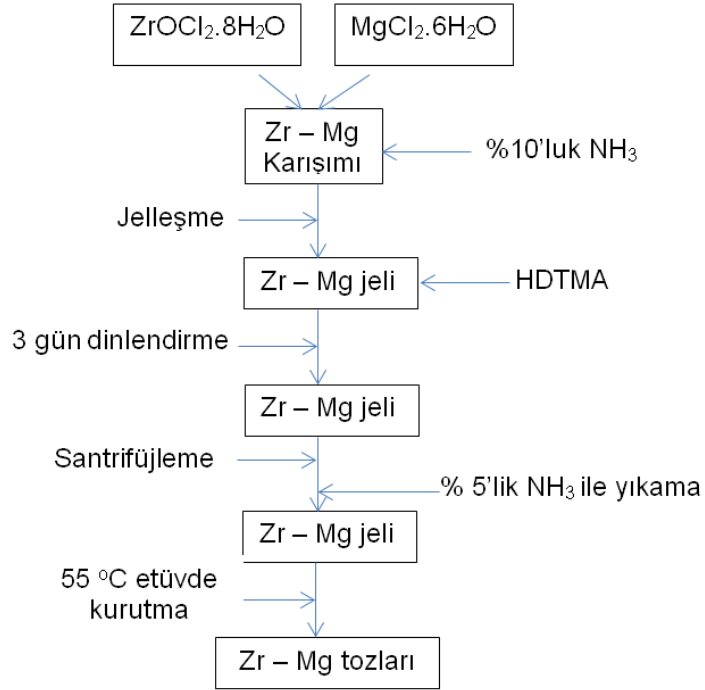 ZrOCl₂.8H₂O
MgCl₂.6H₂O
Zr – Mg
Karışımı
%10’luk NH₃
Jelleşme
Zr – Mg jeli
HDTMA
3 gün dinlendirme
Zr – Mg jeli
Santrifüjleme
% 5’lik NH₃ ile yıkama
Zr – Mg jeli
55 ºC etüvde
kurutma
Zr – Mg tozları